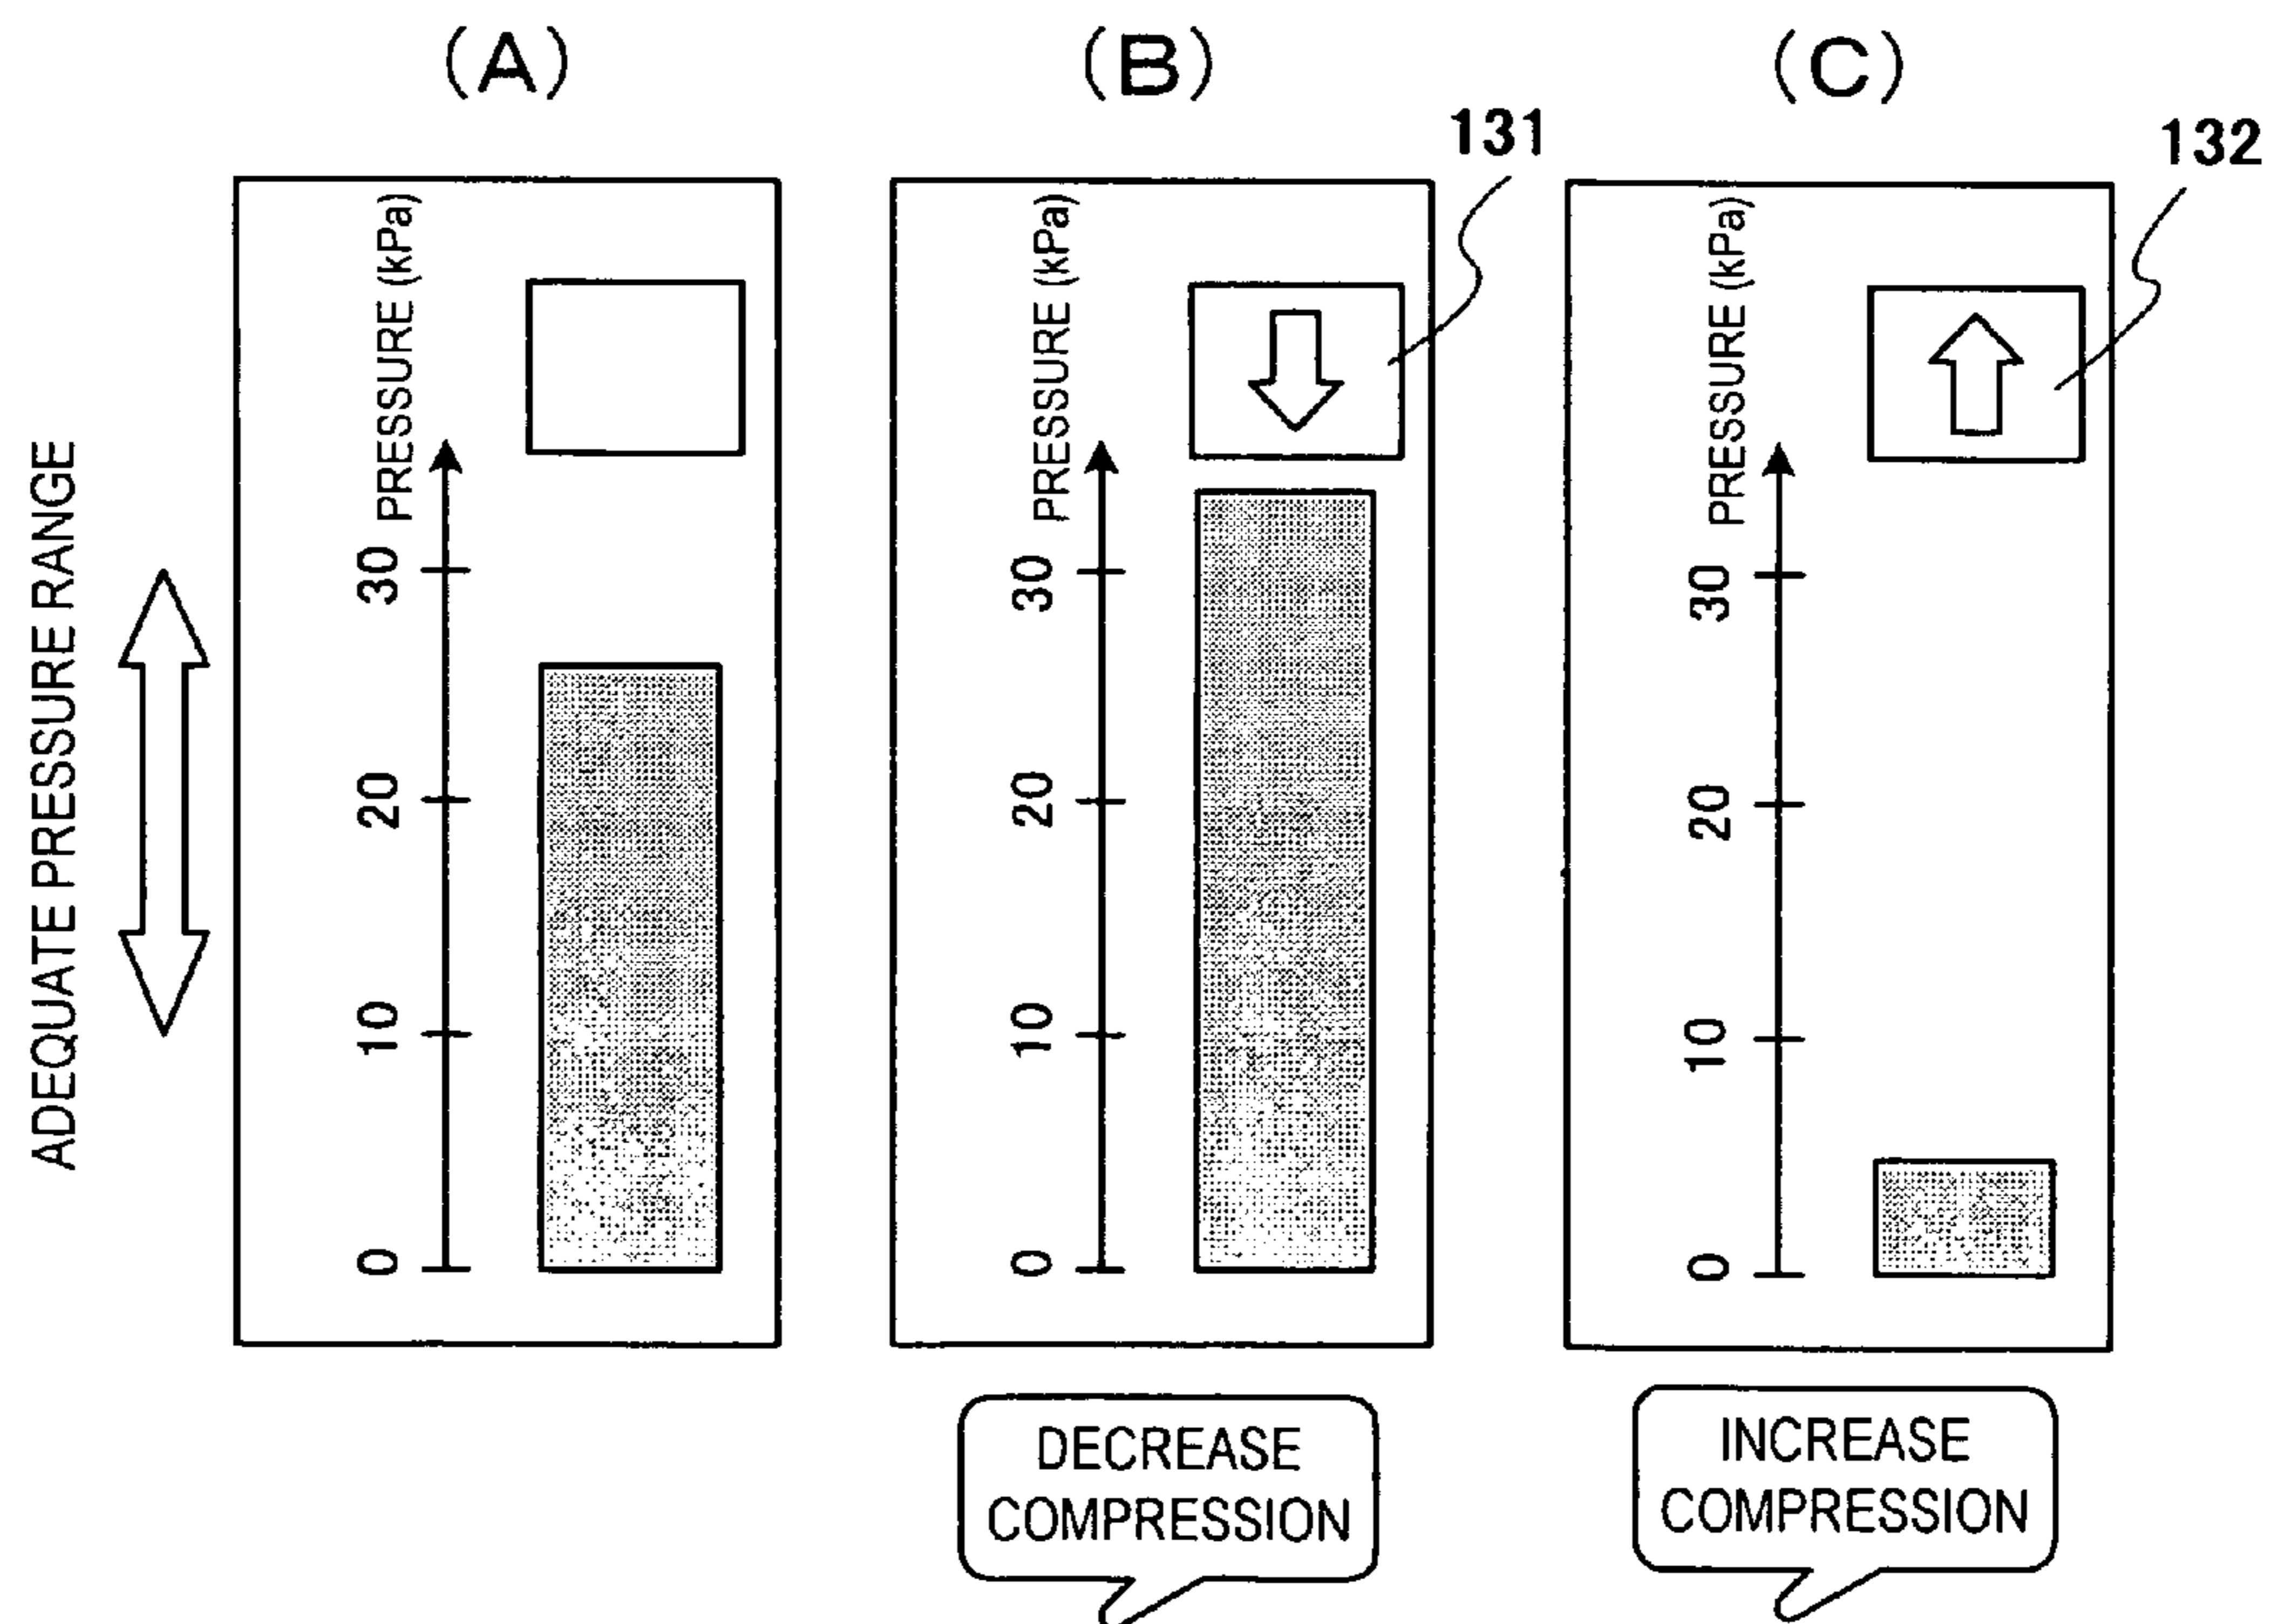 (A)
(B)
(C)
131
132
ADEQUATE PRESSURE RANGE
PRESSURE (kPa)
30
20
10
0
PRESSURE (kPa)
30
20
10
0
PRESSURE (kPa)
30
20
10
0
DECREASE
COMPRESSION
INCREASE
COMPRESSION